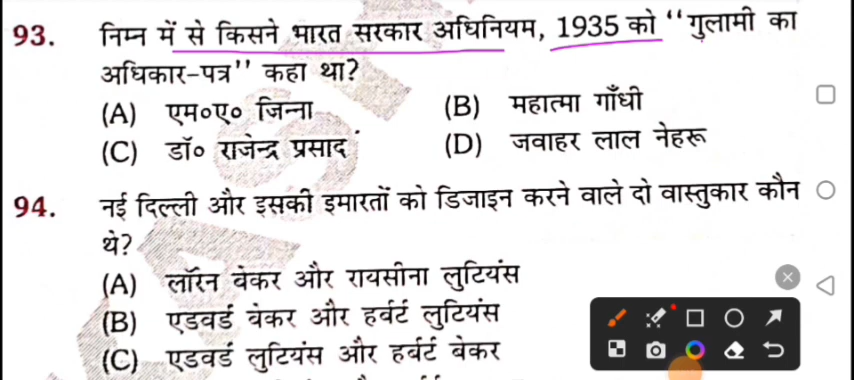 93. निम्न में से किसने भारत सरकार अधिनियम, 1935 को "गुलामी का
अधिकार-पत्र" कहा था?
(A) एम०ए० जिन्ना (B) महात्मा गाँधी
(C) डॉ० राजेन्द्र प्रसाद (D) जवाहर लाल नेहरू
94. नई दिल्ली और इसकी इमारतों को डिजाइन करने वाले दो वास्तुकार कौन
थे?
(A) लॉरेन बेकर और रायसीना लुटियंस
(B) एडवर्ड बेकर और हर्बर्ट लुटियंस
(C) एडवर्ड लुटियंस और हर्बर्ट बेकर